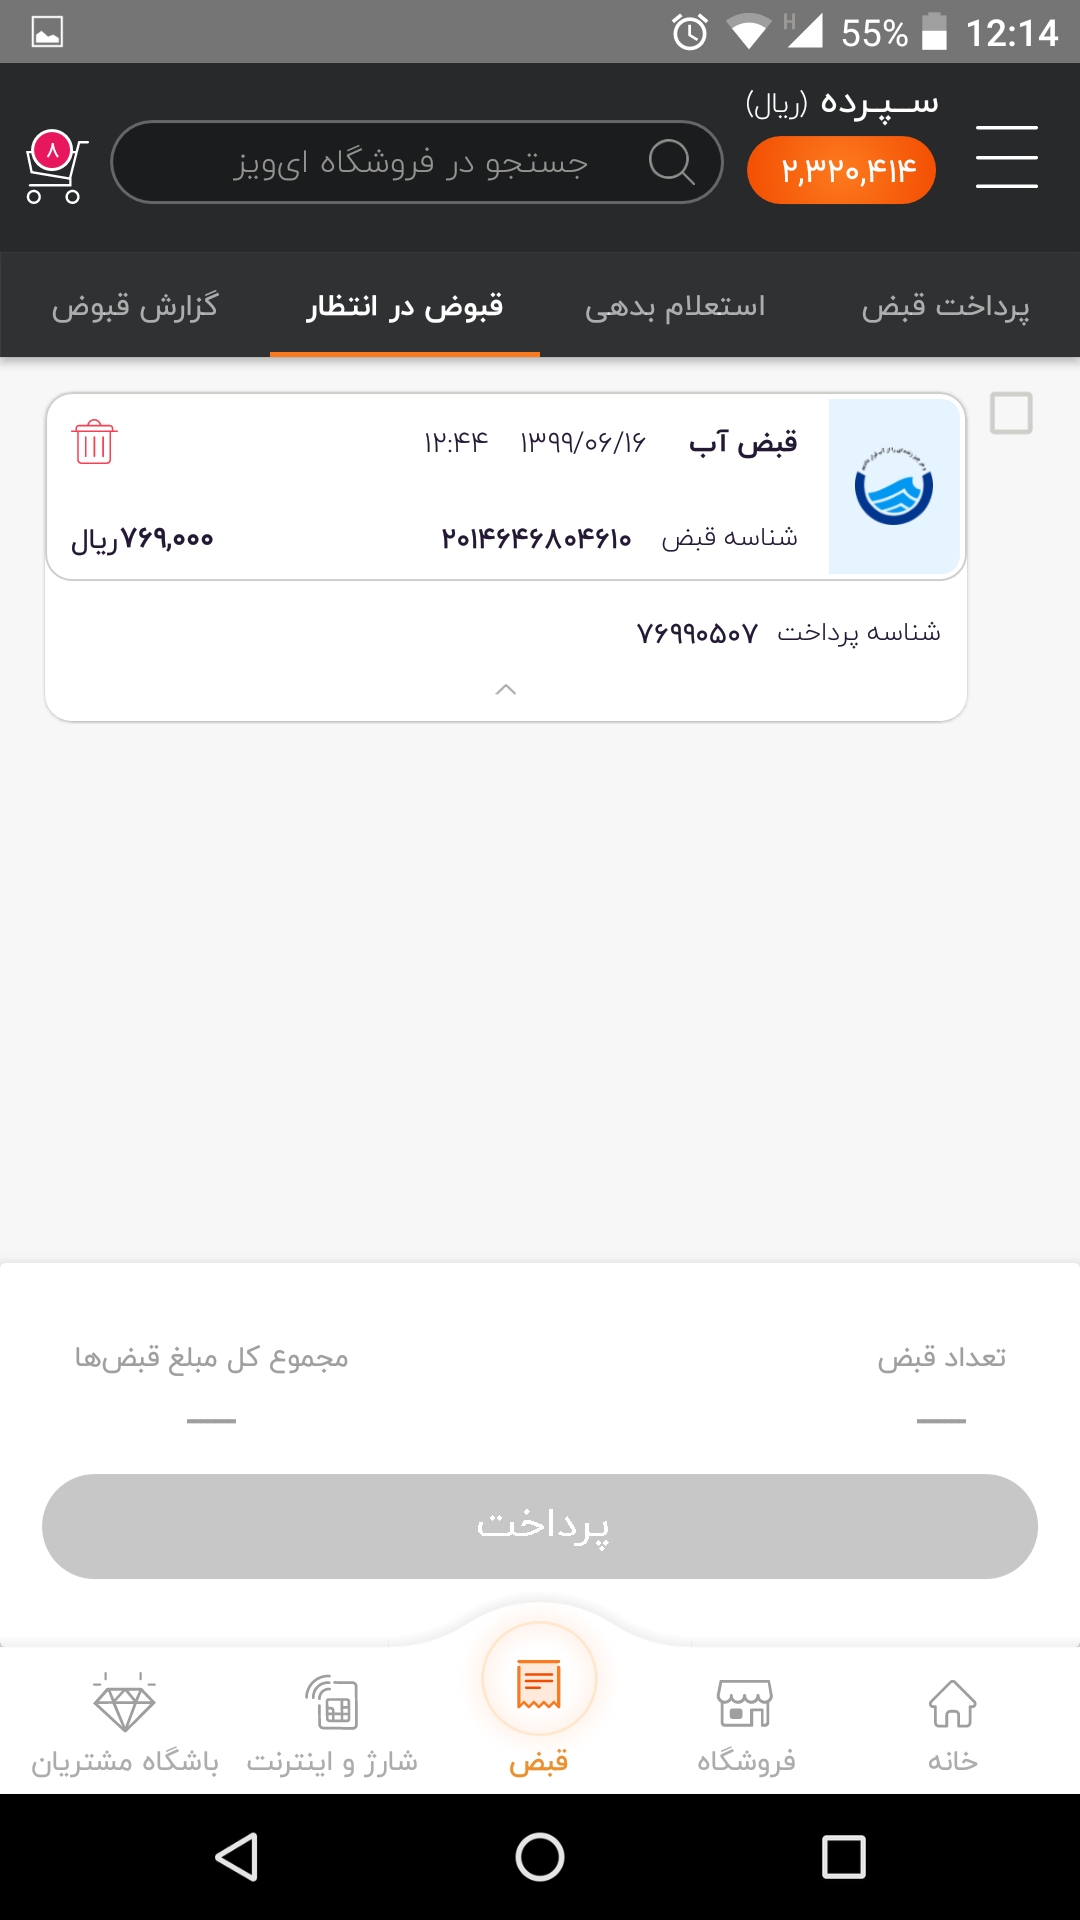 H 55% 12:14
سـپـرده (ریال)
۲,۳۲۰,۴۱۴
جستجو در فروشگاه ای‌ویز
۸
پرداخت قبض
استعلام بدهی
قبوض در انتظار
گزارش قبوض
قبض آب ۱۳۹۹/۰۶/۱۶ ۱۲:۴۴
شناسه قبض ۲۰۱۴۶۴۶۸۰۴۶۱۰ ۷۶۹,۰۰۰ریال
شناسه پرداخت ۷۶۹۹۰۵۰۷
تعداد قبض
مجموع کل مبلغ قبض‌ها
پرداخت
خانه
فروشگاه
قبض
شارژ و اینترنت
باشگاه مشتریان